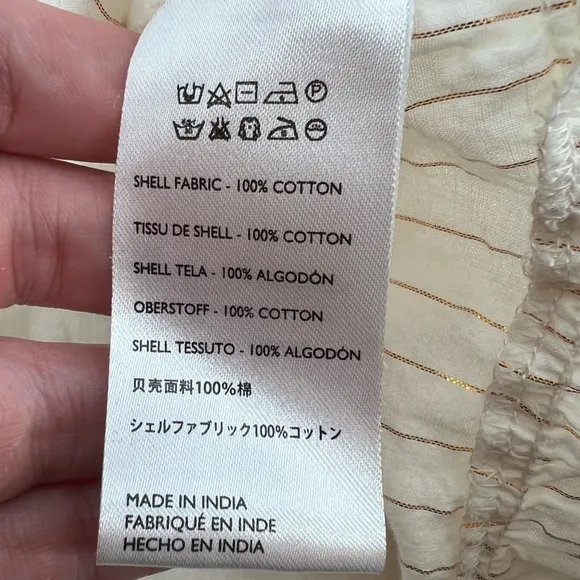 P
SHELL FABRIC - 100% COTTON
TISSU DE SHELL - 100% COTTON
SHELL TELA - 100% ALGODÓN
OBERSTOFF - 100% COTTON
SHELL TESSUTO - 100% ALGODÓN
贝壳面料100%棉
シェルファブリック100%コットン
MADE IN INDIA
FABRIQUÉ EN INDE
HECHO EN INDIA